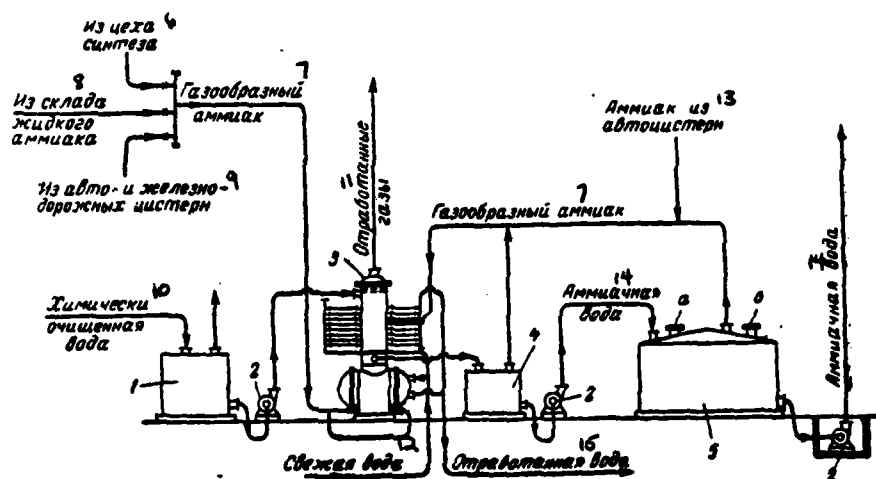 Из цеха 6
синтеза
8
Из склада
жидкого
аммиака
7
Газообразный
аммиак
Из авто- и железно- 9
дорожных цистерн
Отработанные 11
газы
Аммиак из 13
автоцистерн
7
Газообразный аммиак
3
Химически 10
очищенная
вода
14
Аммиачная
вода
а
в
Аммиачная вода
1
2
4
2
5
2
Свежая вода
16
Отработанная вода